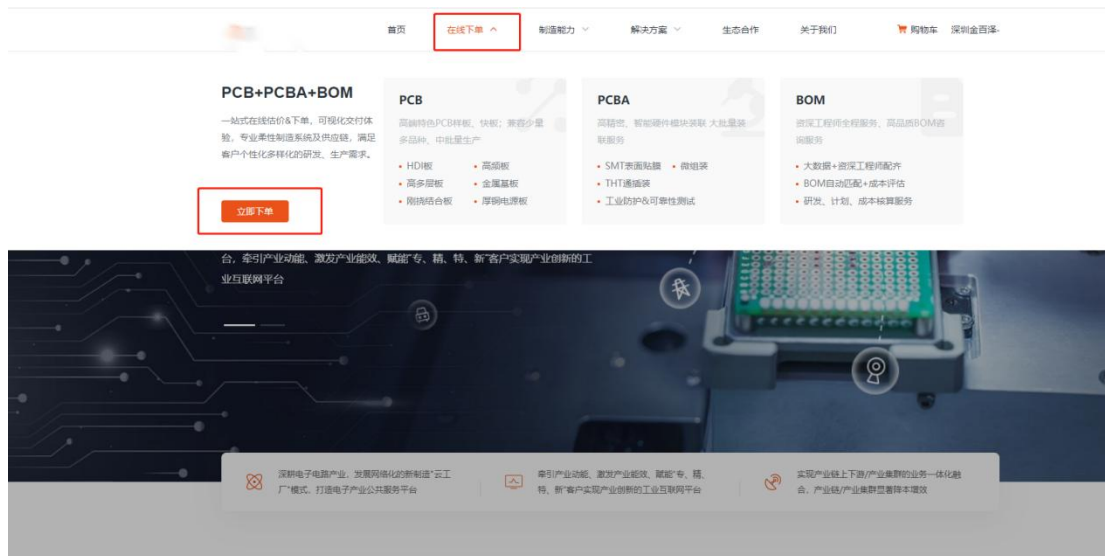 首页
在线下单
制造能力
解决方案
生态合作
关于我们
购物车
深圳金百泽
PCB+PCBA+BOM
一站式在线估价&下单，可视化交付体
验，专业柔性制造系统及供应链，满足
客户个性化多样化的研发、生产需求。
立即下单
PCB
高端特色PCB样板、快板；兼容少量
多品种、中批量生产
• HDI板
• 高频板
• 高多层板
• 金属基板
• 刚挠结合板
• 厚铜电源板
PCBA
高精密、智能硬件模块装联 大批量装
联服务
• SMT表面贴膜
• 微组装
• THT通插装
• 工业防护&可靠性测试
BOM
资深工程师全程服务，高品质BOM咨
询服务
• 大数据+资深工程师配齐
• BOM自动匹配+成本评估
• 研发、计划、成本核算服务
台，牵引产业动能、激发产业能效、赋能“专、精、特、新”客户实现产业创新的工
业互联网平台
深耕电子电路产业，发展网络化的新制造“云工
厂”模式，打造电子产业公共服务平台
牵引产业动能、激发产业能效、赋能“专、精、
特、新”客户实现产业创新的工业互联网平台
实现产业链上下游/产业集群的业务一体化融
合，产业链/产业集群显著降本增效